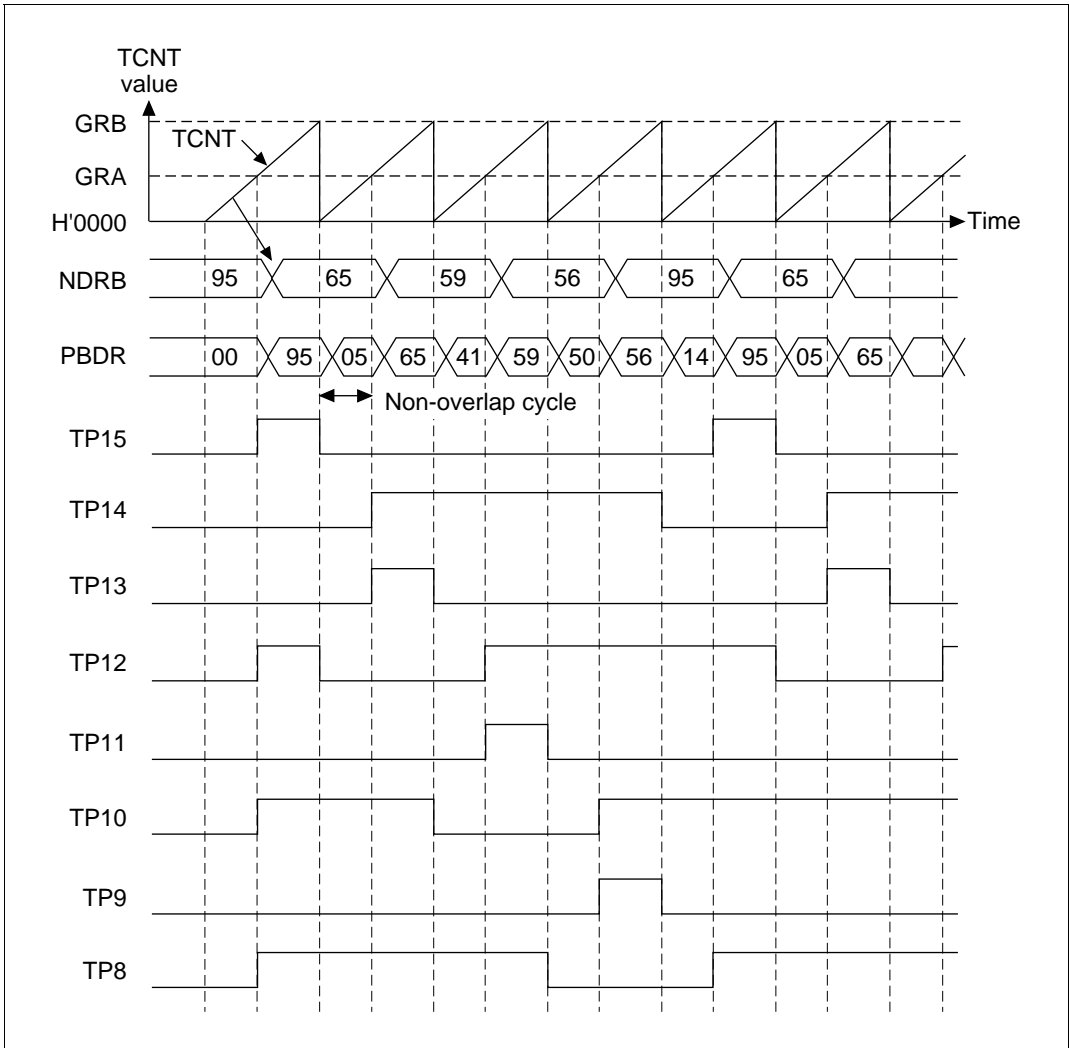 TCNT
value
GRB
TCNT
GRA
H'0000
Time
NDRB 95 65 59 56 95 65
PBDR 00 95 05 65 41 59 50 56 14 95 05 65
Non-overlap cycle
TP15
TP14
TP13
TP12
TP11
TP10
TP9
TP8